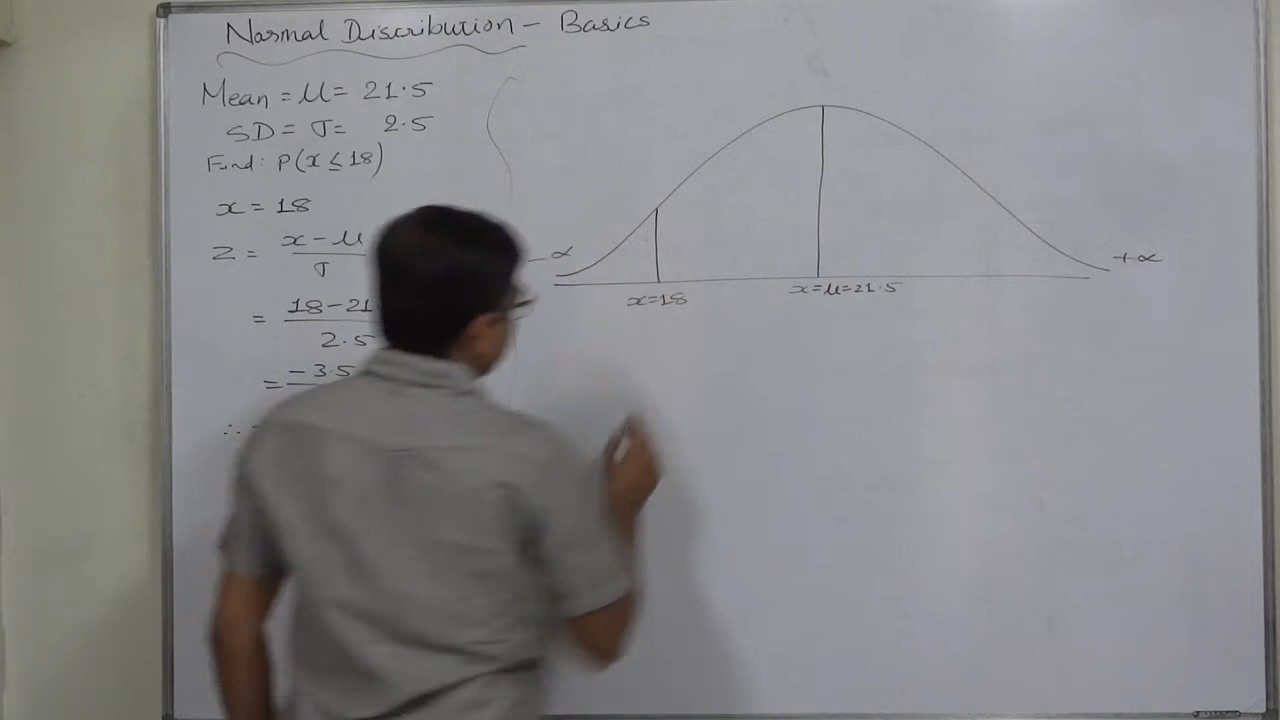 Normal Discribution - Basics
Mean = μ = 21.5
SD = σ = 2.5
Find: P(x ≤ 18)
x = 18
Z = x - μ
σ
= 18 - 21
2.5
= -3.5
∴
-∝
+∝
x=18
x=μ=21.5